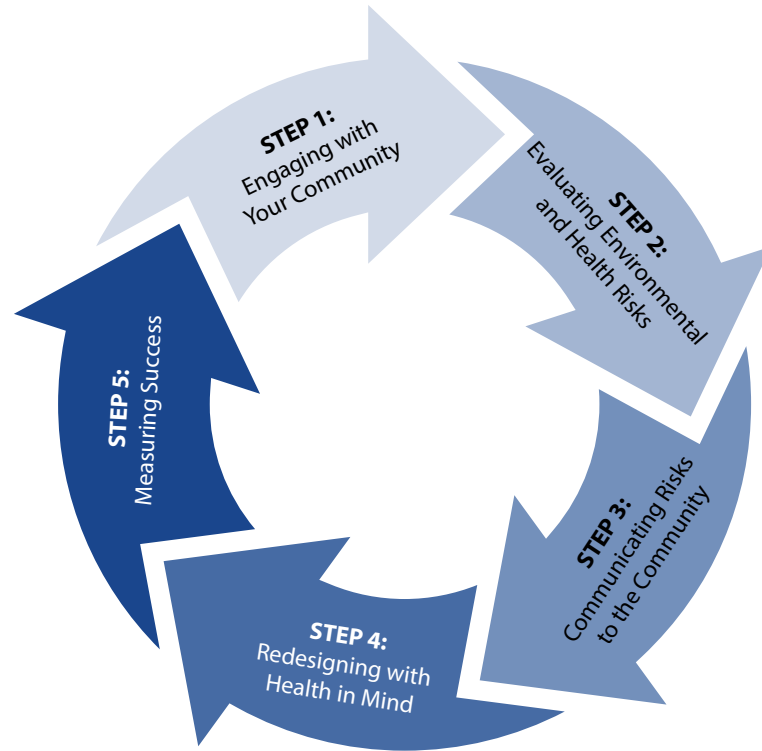 STEP 1:
Engaging with
Your Community
STEP 2:
Evaluating Environmental
and Health Risks
STEP 3:
Communicating Risks
to the Community
STEP 4:
Redesigning with
Health in Mind
STEP 5:
Measuring Success